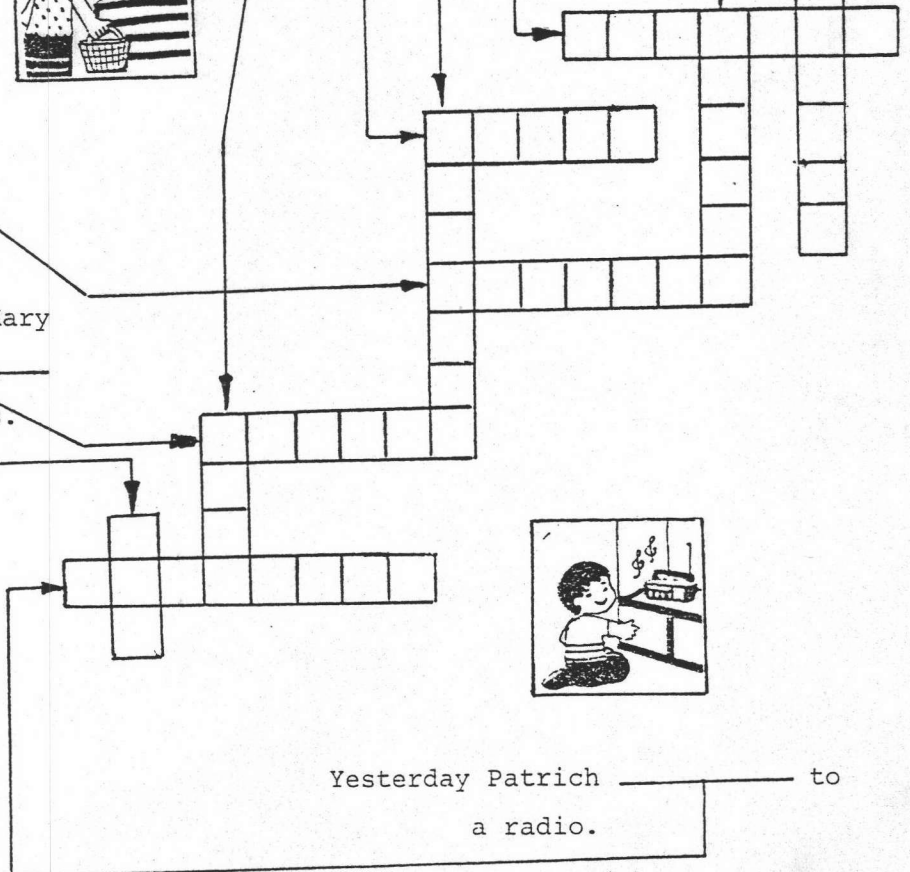 ary
.
Yesterday Patrich ——— to
a radio.